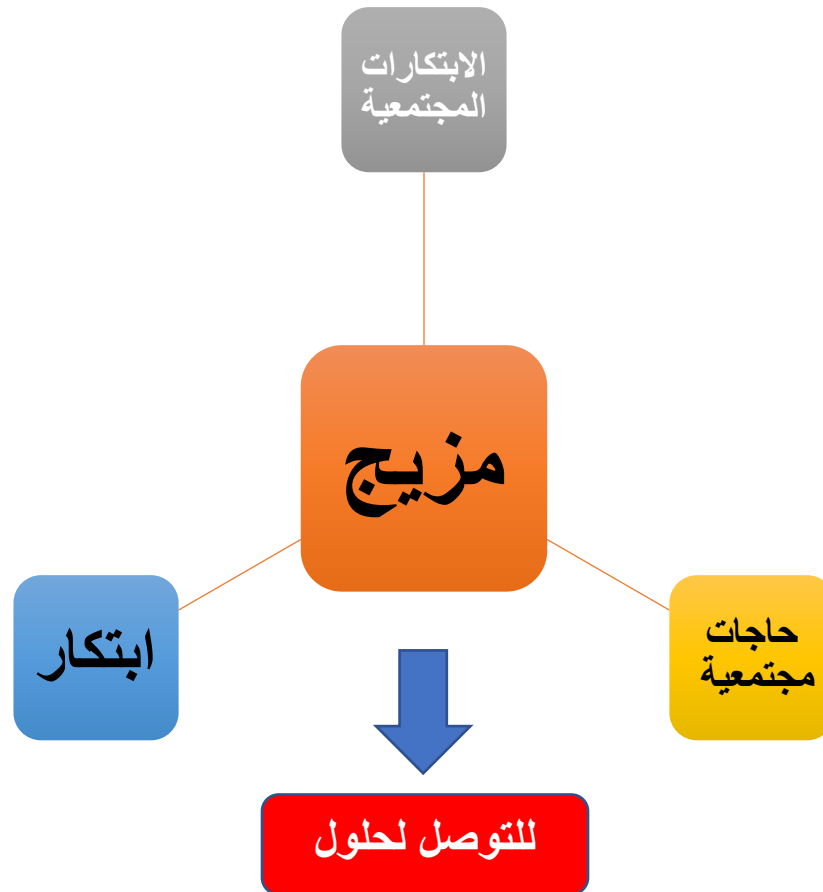 الابتكارات
المجتمعية
مزيج
حاجات
مجتمعية
ابتكار
للتوصل لحلول